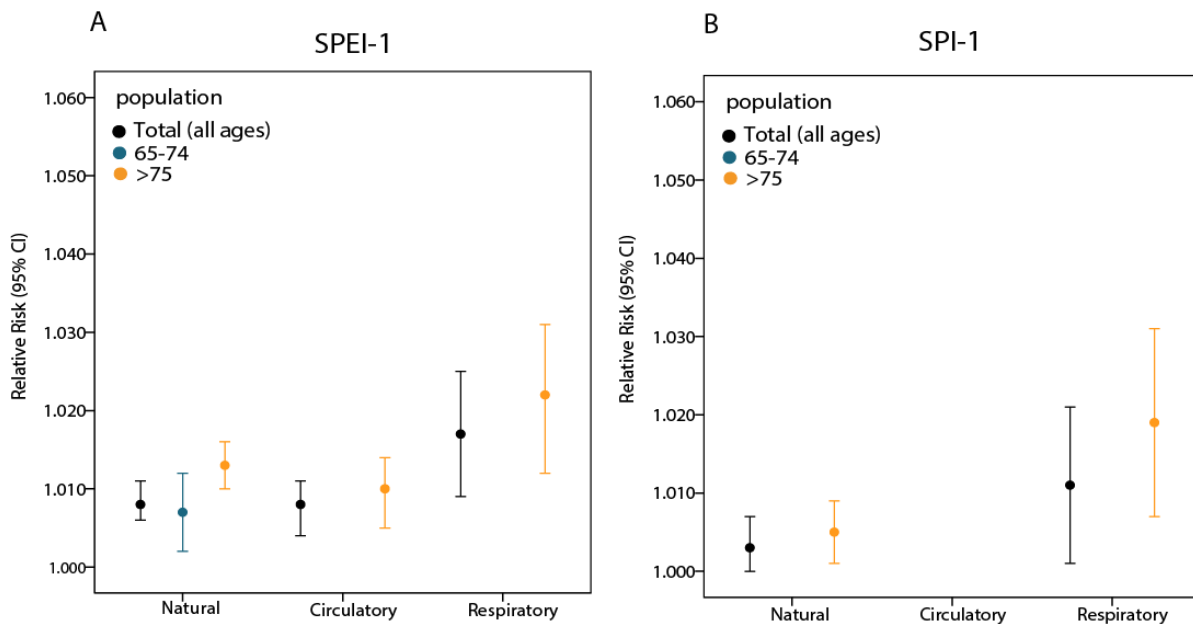 A
SPEI-1
population
Total (all ages)
65-74
>75
1.060
1.050
1.040
1.030
1.020
1.010
1.000
Relative Risk (95% CI)
Natural
Circulatory
Respiratory
B
SPI-1
population
Total (all ages)
65-74
>75
1.060
1.050
1.040
1.030
1.020
1.010
1.000
Relative Risk (95% CI)
Natural
Circulatory
Respiratory